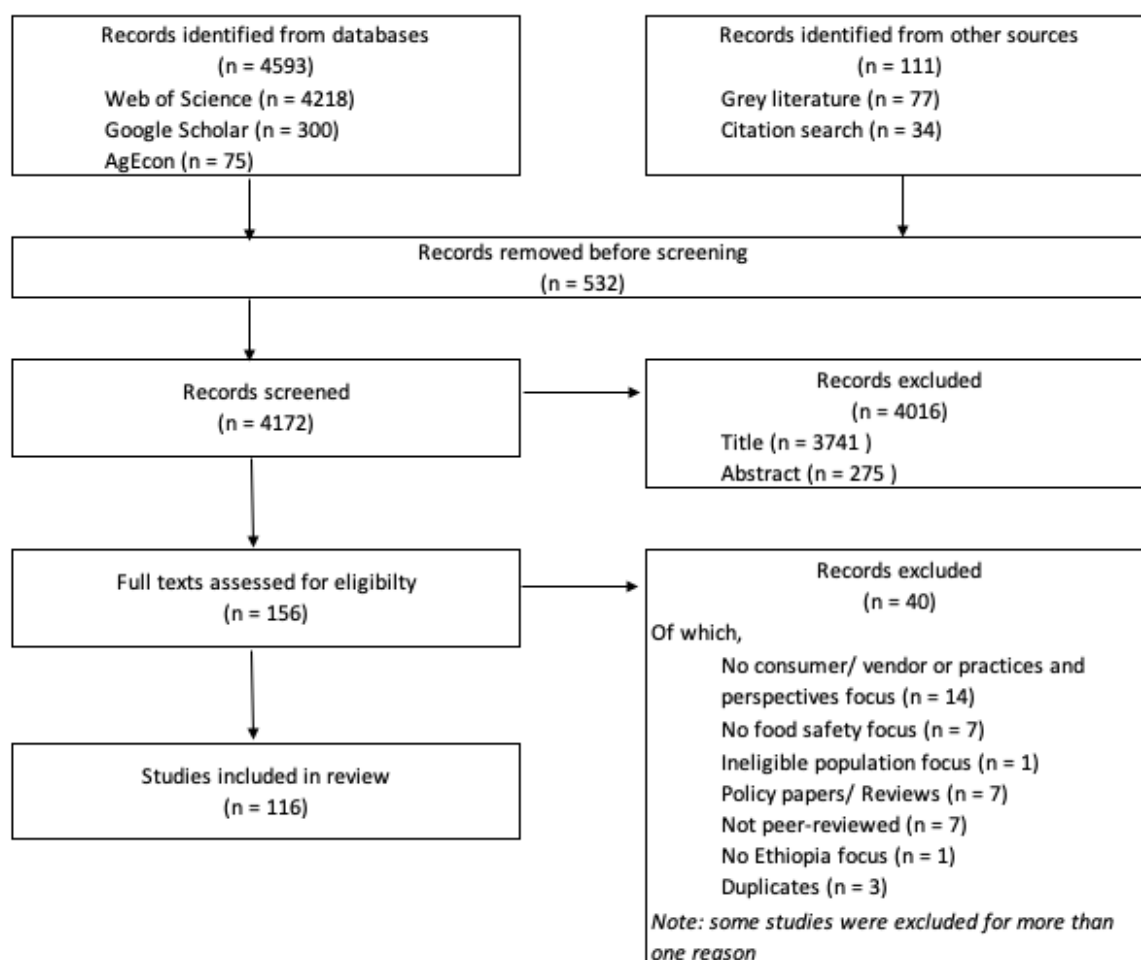 Records identified from databases
(n = 4593)
Web of Science (n = 4218)
Google Scholar (n = 300)
AgEcon (n = 75)
Records identified from other sources
(n = 111)
Grey literature (n = 77)
Citation search (n = 34)
Records removed before screening
(n = 532)
Records screened
(n = 4172)
Records excluded
(n = 4016)
Title (n = 3741 )
Abstract (n = 275 )
Full texts assessed for eligibilty
(n = 156)
Records excluded
(n = 40)
Of which,
No consumer/ vendor or practices and
perspectives focus (n = 14)
No food safety focus (n = 7)
Ineligible population focus (n = 1)
Policy papers/ Reviews (n = 7)
Not peer-reviewed (n = 7)
No Ethiopia focus (n = 1)
Duplicates (n = 3)
Note: some studies were excluded for more than
one reason
Studies included in review
(n = 116)